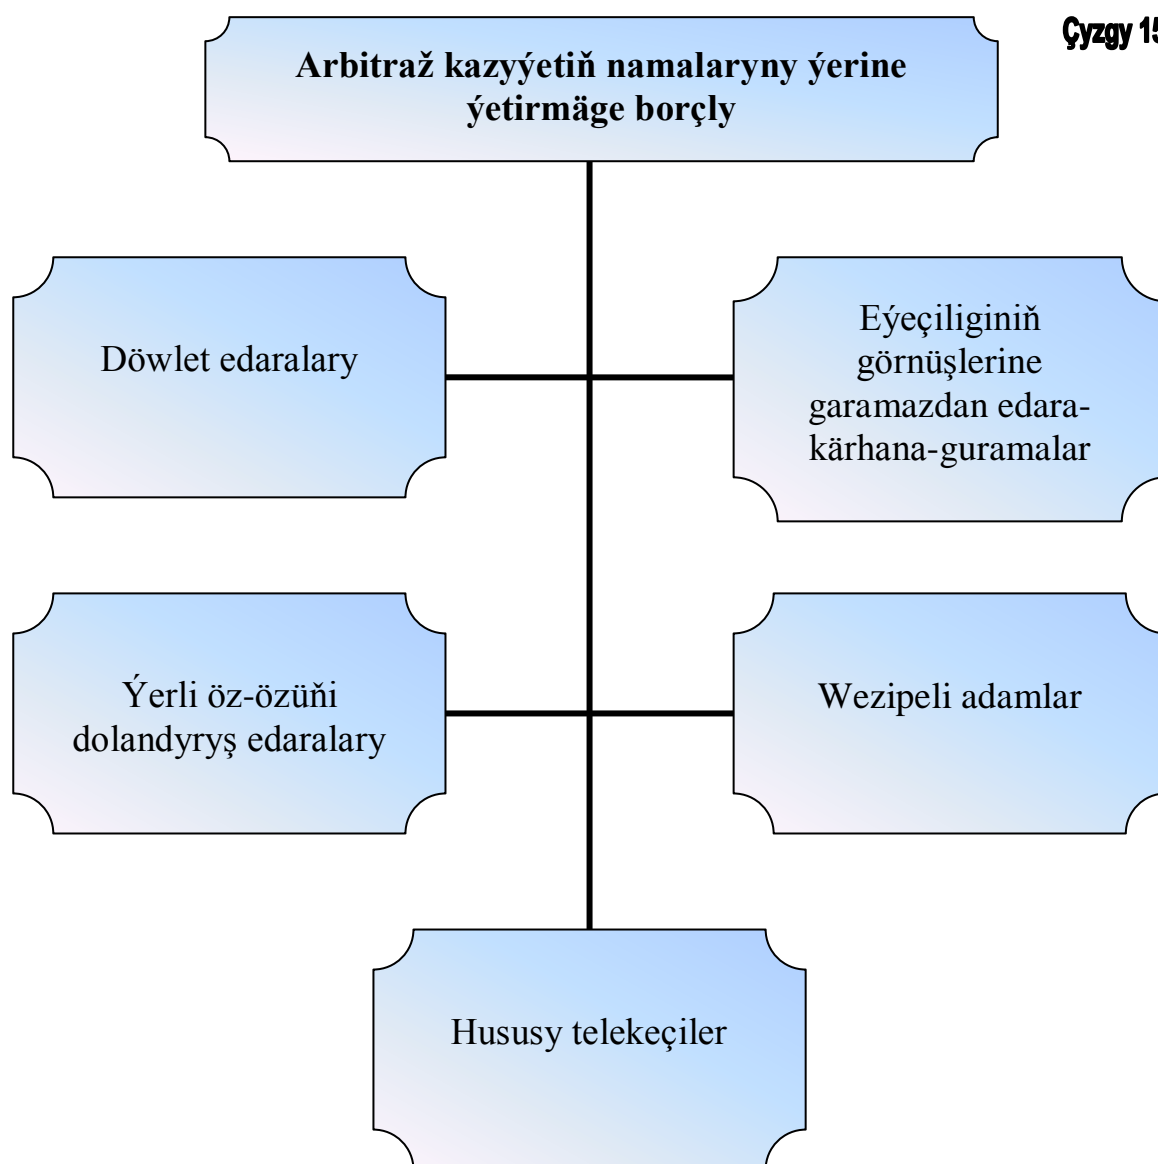 Çyzgy 15
Arbitraž kazyýetiň namalaryny ýerine
ýetirmäge borçly
Döwlet edaralary
Eýeçiliginiň
görnüşlerine
garamazdan edara-
kärhana-guramalar
Ýerli öz-özüňi
dolandyryş edaralary
Wezipeli adamlar
Hususy telekeçiler